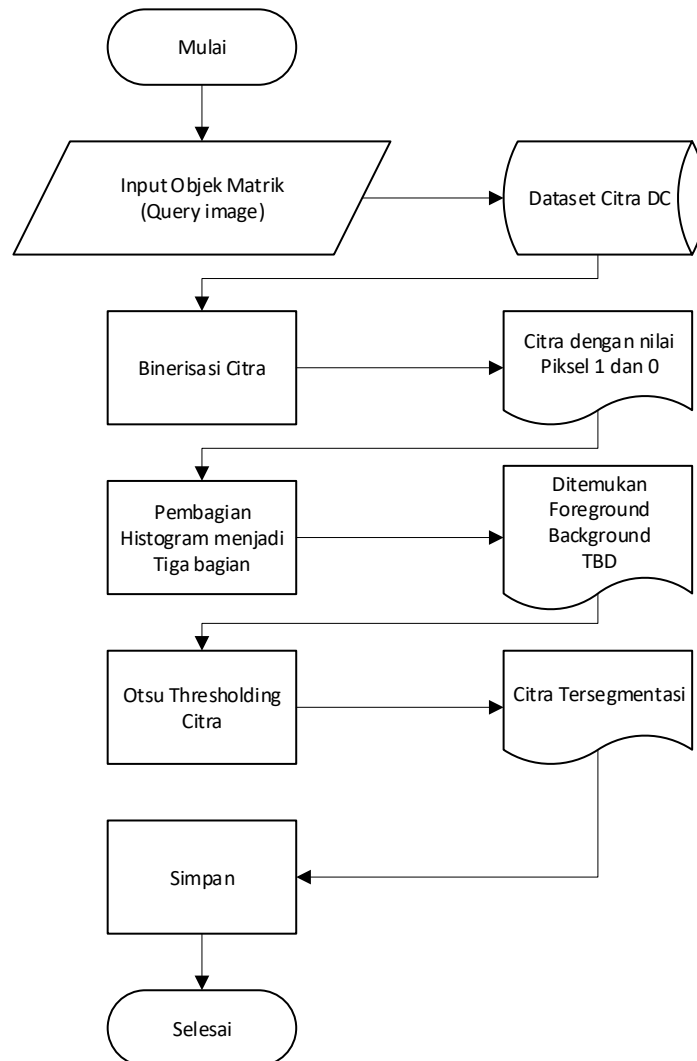 Mulai
Input Objek Matrik
(Query image)
Dataset Citra DC
Binerisasi Citra
Citra dengan nilai
Piksel 1 dan 0
Pembagian
Histogram menjadi
Tiga bagian
Ditemukan
Foreground
Background
TBD
Otsu Thresholding
Citra
Citra Tersegmentasi
Simpan
Selesai